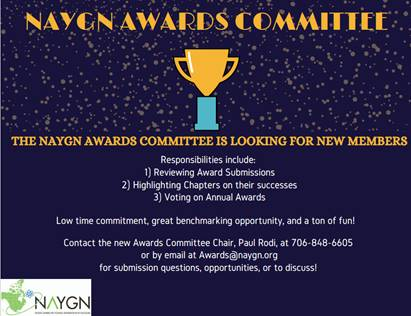 NAYGN AWARDS COMMITTEE
THE NAYGN AWARDS COMMITTEE IS LOOKING FOR NEW MEMBERS
Responsibilities include:
1) Reviewing Award Submissions
2) Highlighting Chapters on their successes
3) Voting on Annual Awards
Low time commitment, great benchmarking opportunity, and a ton of fun!
Contact the new Awards Committee Chair, Paul Rodi, at 706-848-6605
or by email at Awards@naygn.org
for submission questions, opportunities, or to discuss!
NAYGN